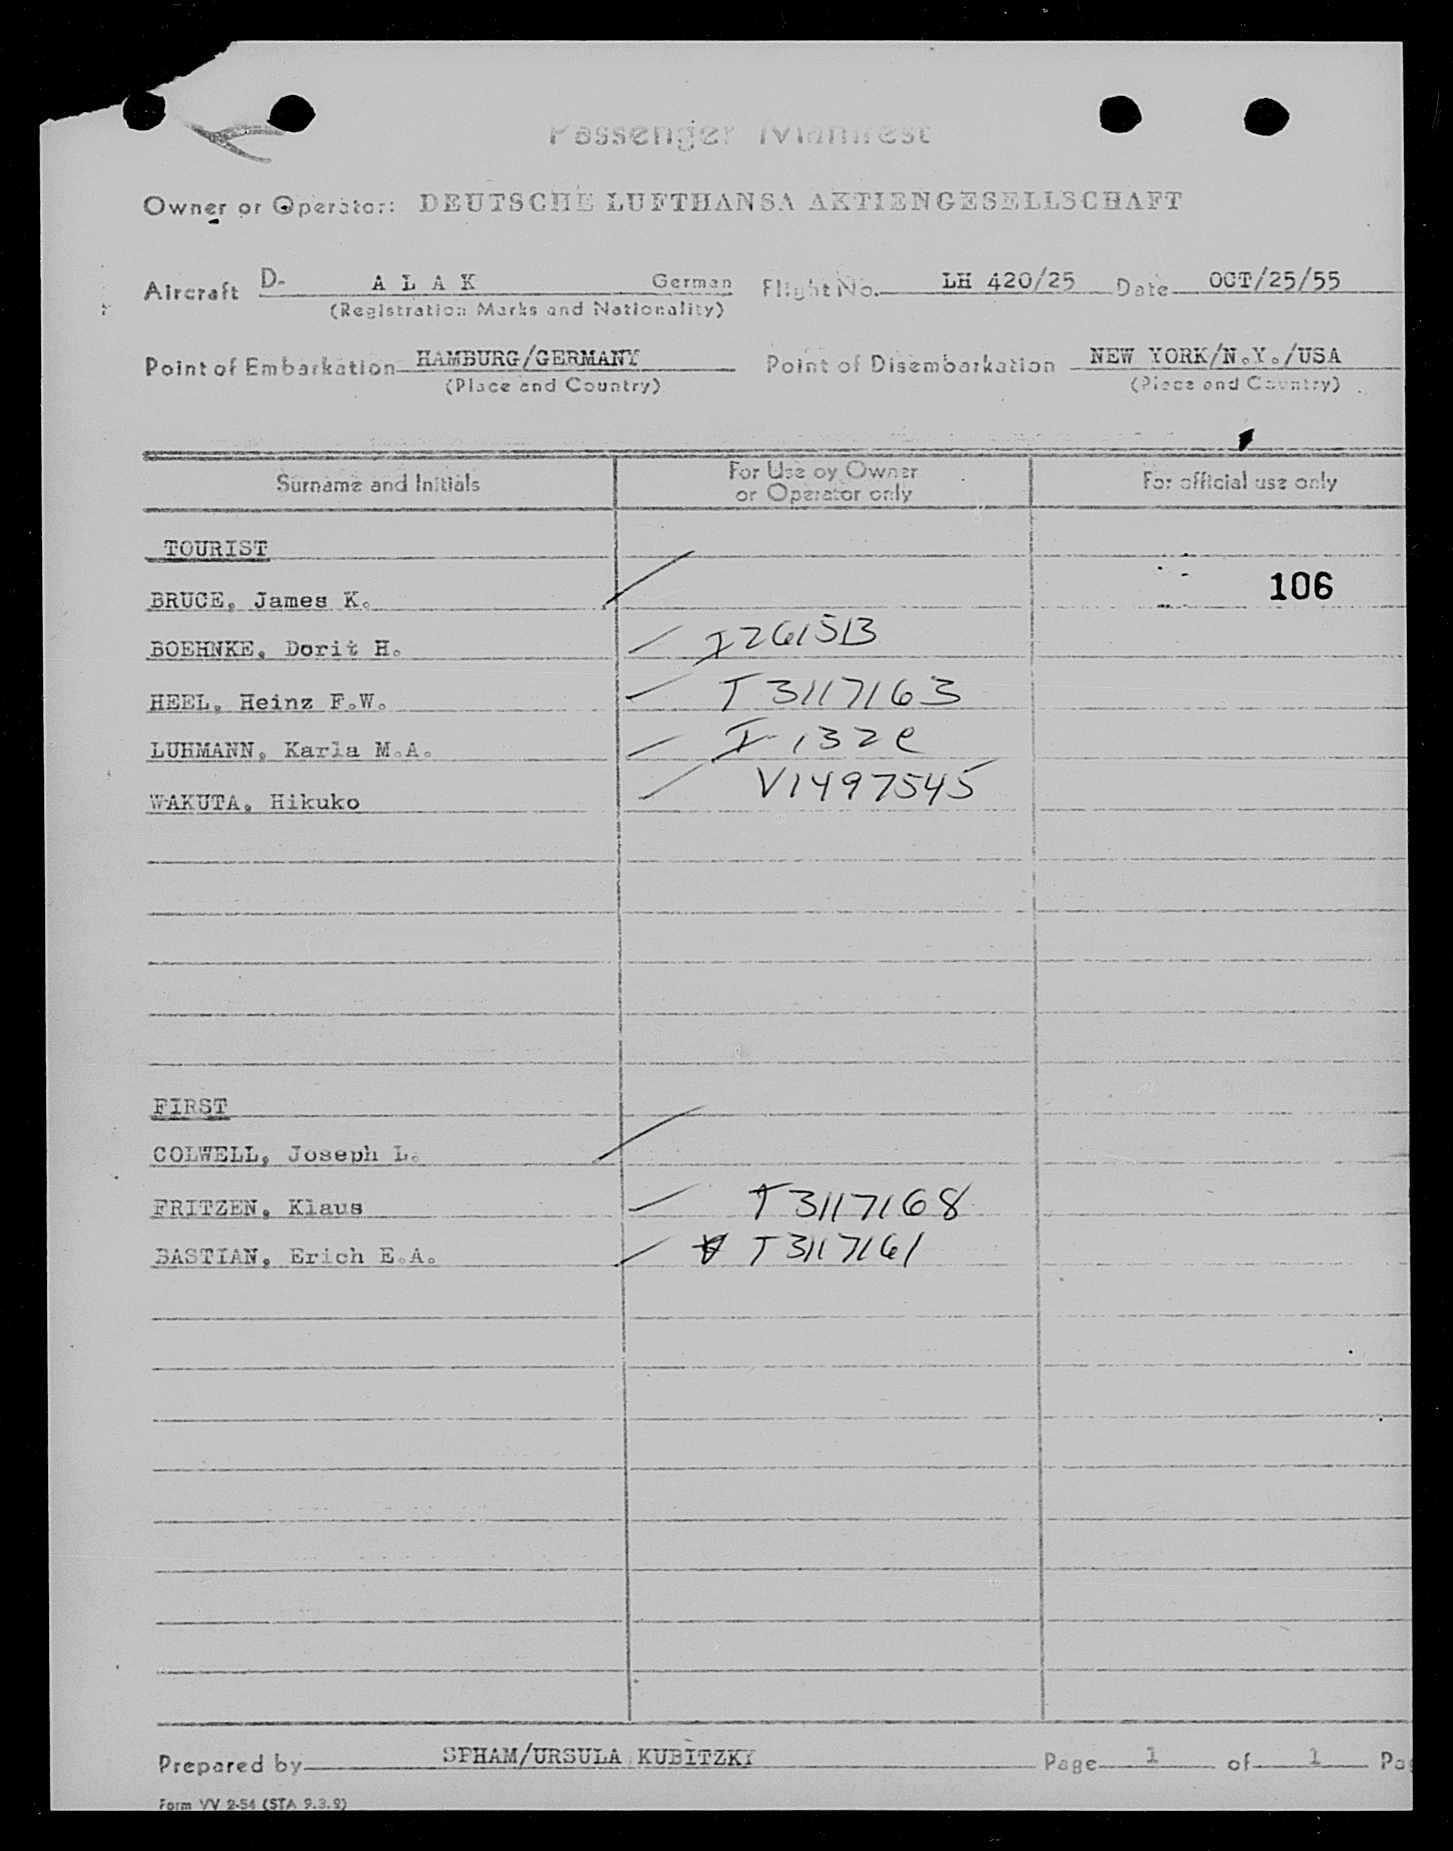 Passenger Manifest
Owner or Operator: DEUTSCHE LUFTHANSA AKTIENGESELLSCHAFT
Aircraft D- A L A K German Flight No. LH 420/25 Date OCT/25/55
(Registration Marks and Nationality)
Point of Embarkation HAMBURG/GERMANY Point of Disembarkation NEW YORK/N.Y./USA
(Place and Country) (Place and Country)
Surname and Initials For Use by Owner or Operator only For official use only
TOURIST
BRUCE, James K. 106
BOEHNKE, Dorit H. I261513
HEEL, Heinz F.W. T3117163
LUHMANN, Karla M.A. I-132e
WAKUTA, Hikuko V1497545
FIRST
COLWELL, Joseph L.
FRITZEN, Klaus T3117168
BASTIAN, Erich E.A. T3117161
Prepared by SFHAM/URSULA KUBITZKY Page 1 of 1
Form VV 2-54 (STA 9.3.2)